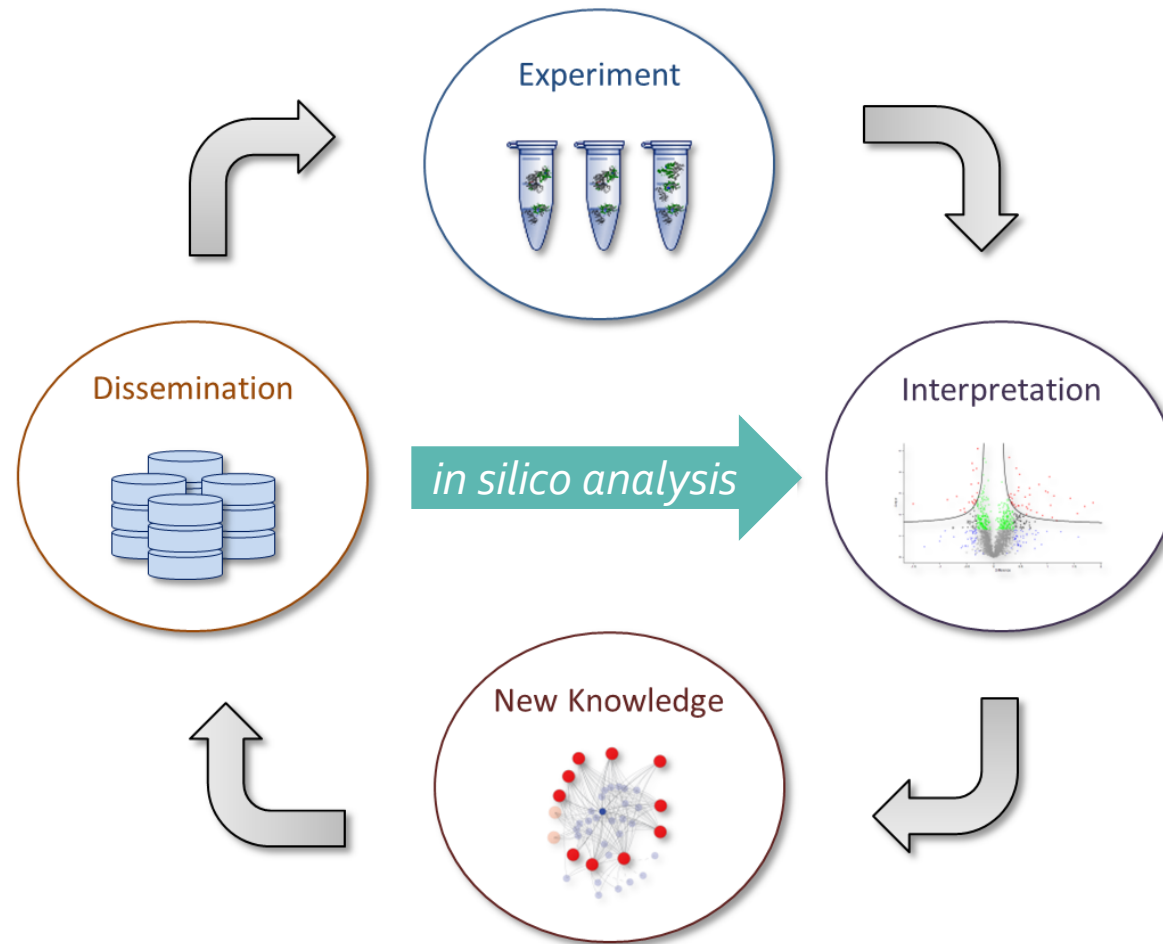 Experiment
Dissemination
in silico analysis
Interpretation
New Knowledge